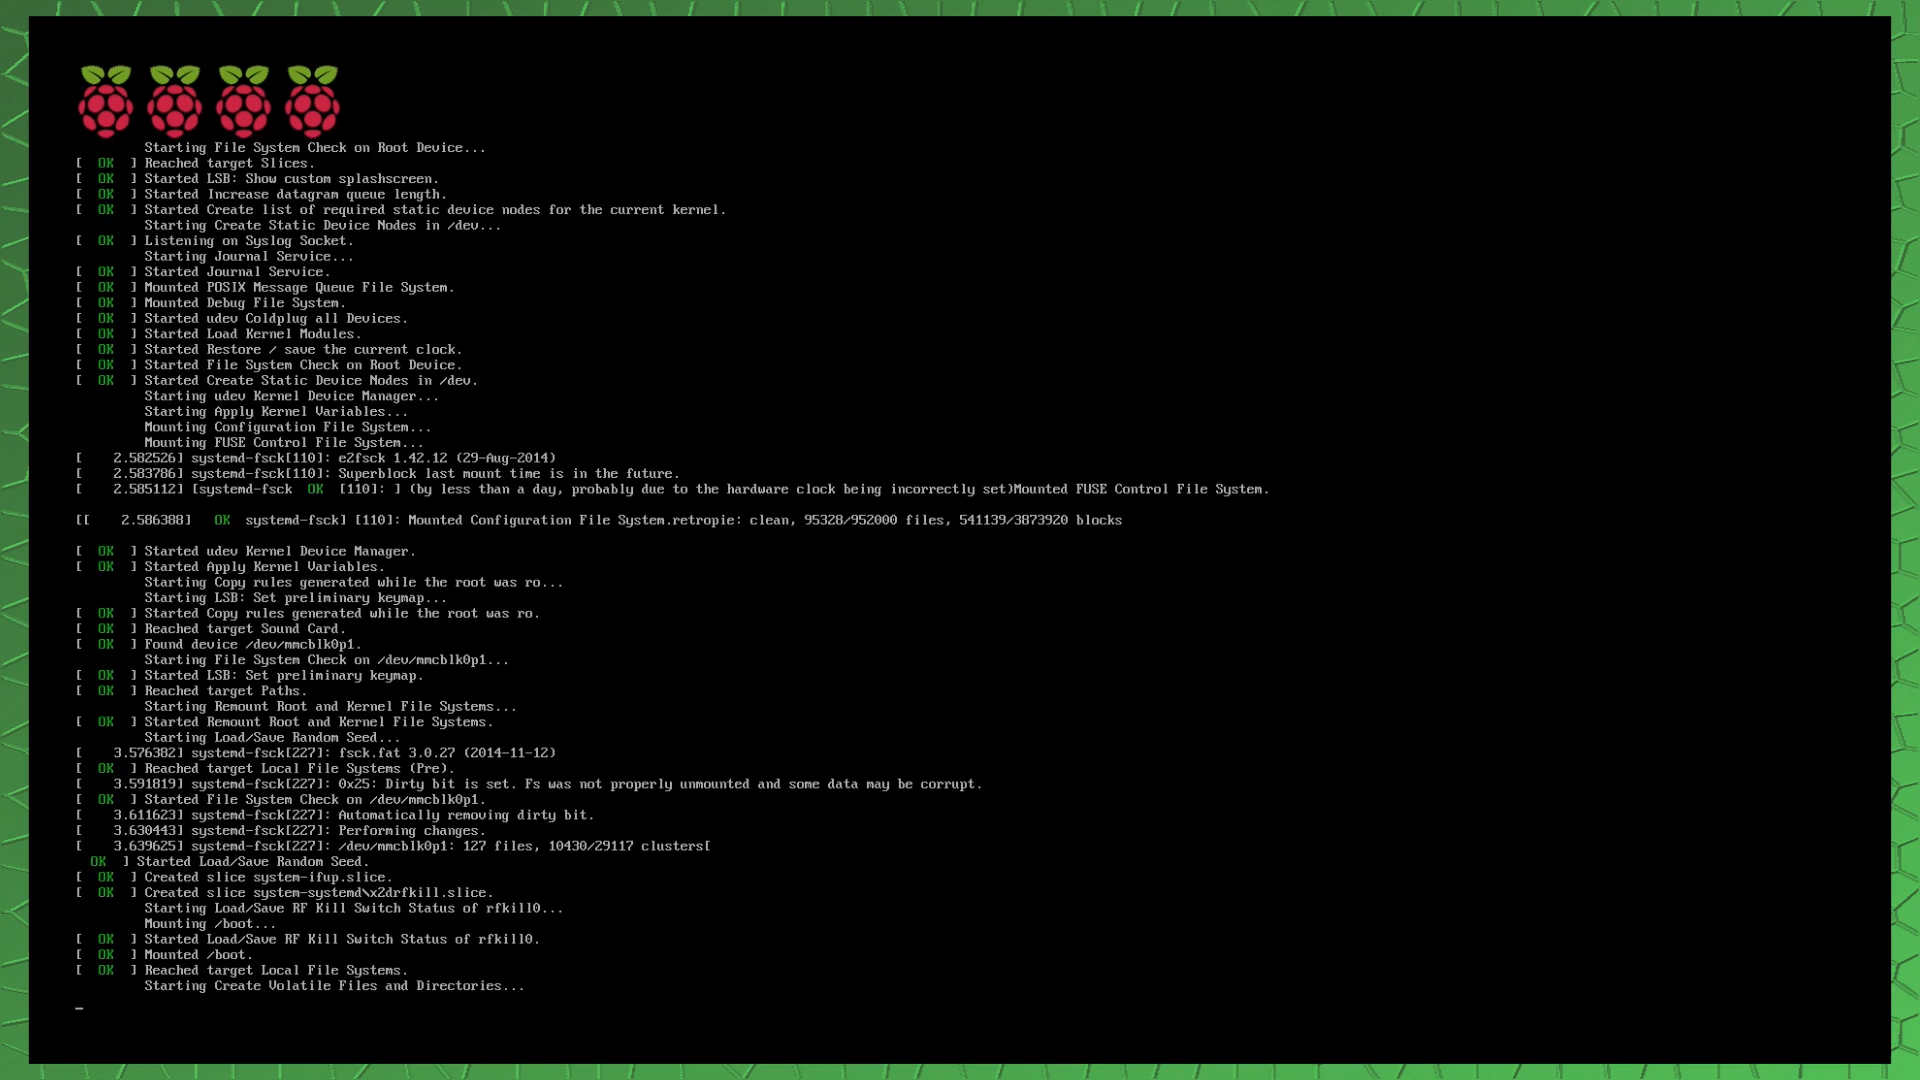 Starting File System Check on Root Device...
[  OK  ] Reached target Slices.
[  OK  ] Started LSB: Show custom splashscreen.
[  OK  ] Started Increase datagram queue length.
[  OK  ] Started Create list of required static device nodes for the current kernel.
Starting Create Static Device Nodes in /dev...
[  OK  ] Listening on Syslog Socket.
Starting Journal Service...
[  OK  ] Started Journal Service.
[  OK  ] Mounted POSIX Message Queue File System.
[  OK  ] Mounted Debug File System.
[  OK  ] Started udev Coldplug all Devices.
[  OK  ] Started Load Kernel Modules.
[  OK  ] Started Restore / save the current clock.
[  OK  ] Started File System Check on Root Device.
[  OK  ] Started Create Static Device Nodes in /dev.
Starting udev Kernel Device Manager...
Starting Apply Kernel Variables...
Mounting Configuration File System...
Mounting FUSE Control File System...
[    2.582526] systemd-fsck[110]: e2fsck 1.42.12 (29-Aug-2014)
[    2.583786] systemd-fsck[110]: Superblock last mount time is in the future.
[    2.585112] [systemd-fsck  OK  [110]: ] (by less than a day, probably due to the hardware clock being incorrectly set)Mounted FUSE Control File System.
[[    2.586388]   OK  systemd-fsck] [110]: Mounted Configuration File System.retropie: clean, 95328/952000 files, 541139/3873920 blocks
[  OK  ] Started udev Kernel Device Manager.
[  OK  ] Started Apply Kernel Variables.
Starting Copy rules generated while the root was ro...
Starting LSB: Set preliminary keymap...
[  OK  ] Started Copy rules generated while the root was ro.
[  OK  ] Reached target Sound Card.
[  OK  ] Found device /dev/mmcblk0p1.
Starting File System Check on /dev/mmcblk0p1...
[  OK  ] Started LSB: Set preliminary keymap.
[  OK  ] Reached target Paths.
Starting Remount Root and Kernel File Systems...
[  OK  ] Started Remount Root and Kernel File Systems.
Starting Load/Save Random Seed...
[    3.576382] systemd-fsck[227]: fsck.fat 3.0.27 (2014-11-12)
[  OK  ] Reached target Local File Systems (Pre).
[    3.591819] systemd-fsck[227]: 0x25: Dirty bit is set. Fs was not properly unmounted and some data may be corrupt.
[  OK  ] Started File System Check on /dev/mmcblk0p1.
[    3.611623] systemd-fsck[227]: Automatically removing dirty bit.
[    3.630443] systemd-fsck[227]: Performing changes.
[    3.639625] systemd-fsck[227]: /dev/mmcblk0p1: 127 files, 10430/29117 clusters[
OK  ] Started Load/Save Random Seed.
[  OK  ] Created slice system-ifup.slice.
[  OK  ] Created slice system-systemd\x2drfkill.slice.
Starting Load/Save RF Kill Switch Status of rfkill0...
Mounting /boot...
[  OK  ] Started Load/Save RF Kill Switch Status of rfkill0.
[  OK  ] Mounted /boot.
[  OK  ] Reached target Local File Systems.
Starting Create Volatile Files and Directories...
_